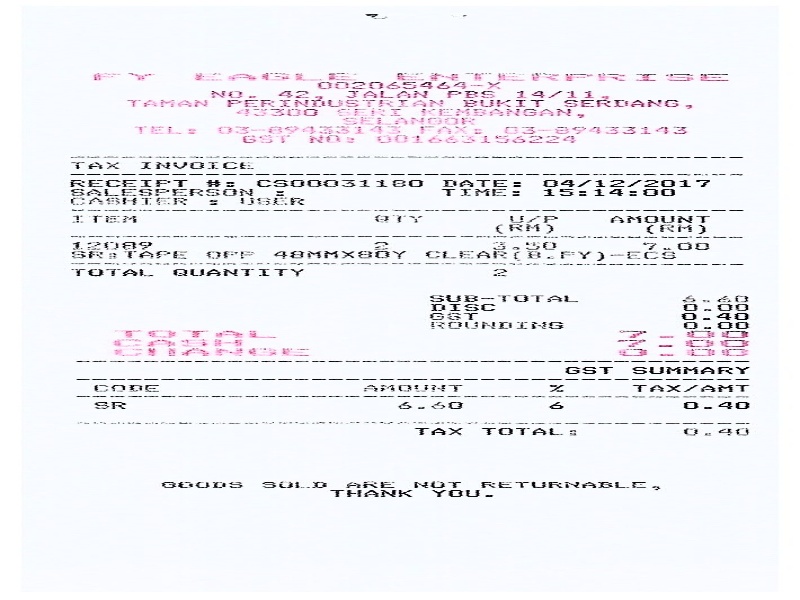 FY EAGLE ENTERPRISE
002065464-X
NO. 42, JALAN PBS 14/11,
TAMAN PERINDUSTRIAN BUKIT SERDANG,
43300 SERI KEMBANGAN,
SELANGOR
TEL: 03-89433143 FAX: 03-89433143
GST NO: 001663156224
TAX INVOICE
RECEIPT #: CS00031180 DATE: 04/12/2017
SALESPERSON : TIME: 15:14:00
CASHIER : USER
ITEM QTY U/P AMOUNT
(RM) (RM)
12089 2 3.50 7.00
SR:TAPE OPP 48MMX80Y CLEAR(B.FY)-ECS
TOTAL QUANTITY 2
SUB-TOTAL 6.60
DISC 0.00
GST 0.40
ROUNDING 0.00
TOTAL 7.00
CASH 7.00
CHANGE 0.00
GST SUMMARY
CODE AMOUNT % TAX/AMT
SR 6.60 6 0.40
TAX TOTAL: 0.40
GOODS SOLD ARE NOT RETURNABLE,
THANK YOU.